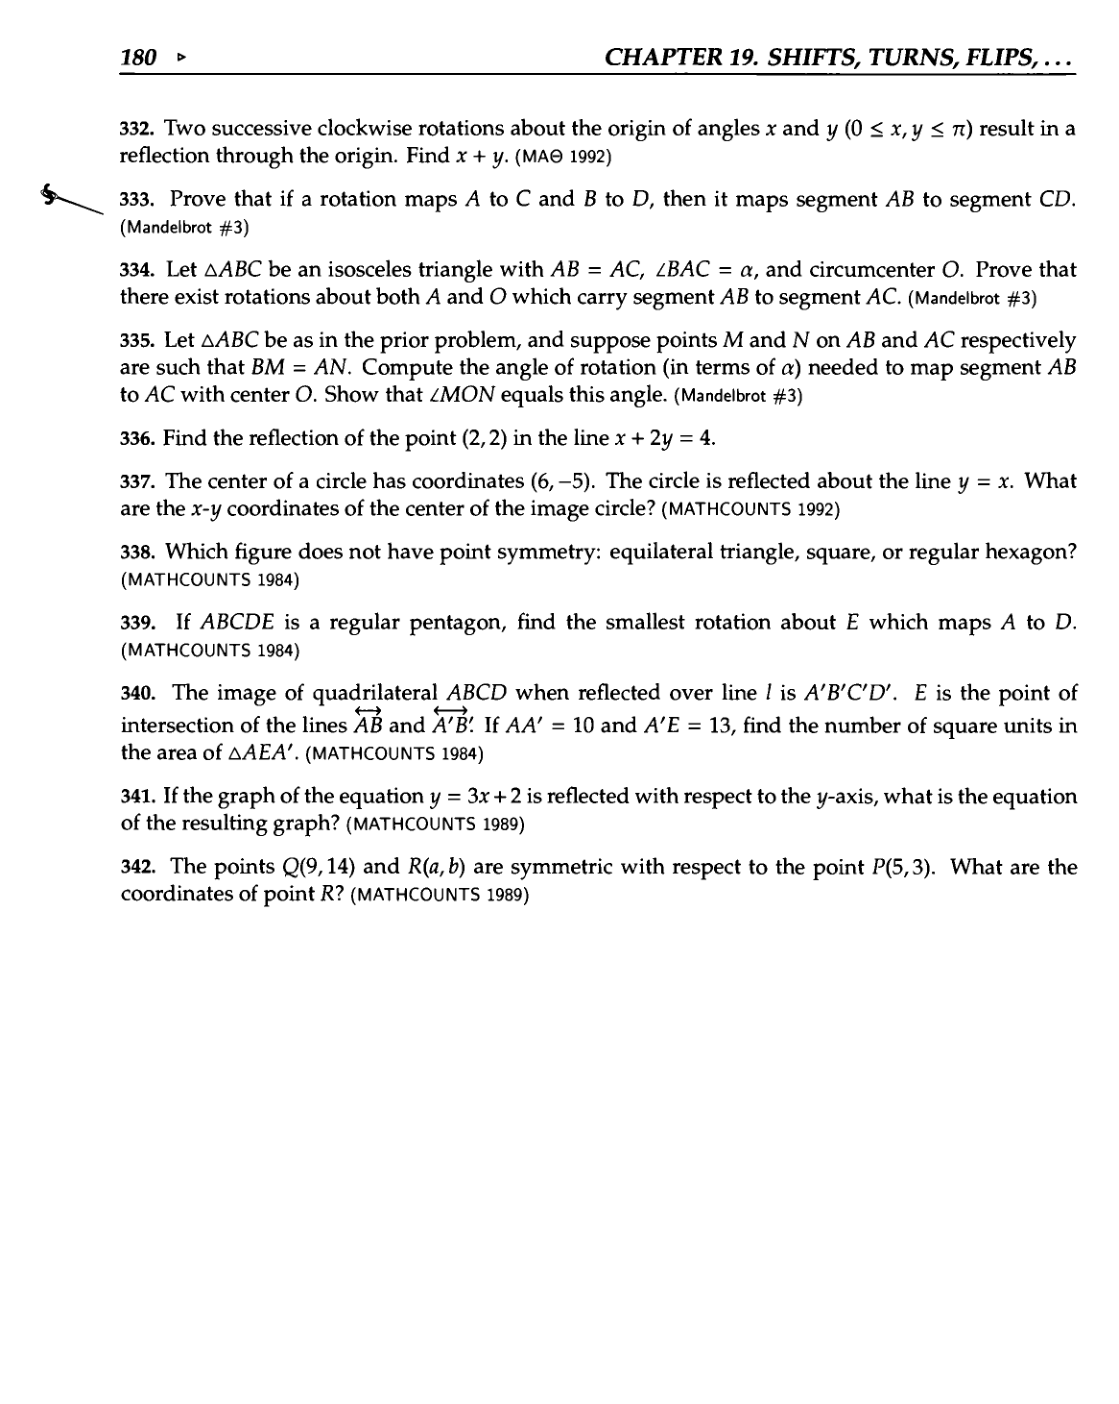 180 ▹ CHAPTER 19. SHIFTS, TURNS, FLIPS, ...
332. Two successive clockwise rotations about the origin of angles x and y (0 ≤ x, y ≤ π) result in a
reflection through the origin. Find x + y. (MAΘ 1992)
333. Prove that if a rotation maps A to C and B to D, then it maps segment AB to segment CD.
(Mandelbrot #3)
334. Let △ABC be an isosceles triangle with AB = AC, ∠BAC = α, and circumcenter O. Prove that
there exist rotations about both A and O which carry segment AB to segment AC. (Mandelbrot #3)
335. Let △ABC be as in the prior problem, and suppose points M and N on AB and AC respectively
are such that BM = AN. Compute the angle of rotation (in terms of α) needed to map segment AB
to AC with center O. Show that ∠MON equals this angle. (Mandelbrot #3)
336. Find the reflection of the point (2, 2) in the line x + 2y = 4.
337. The center of a circle has coordinates (6, −5). The circle is reflected about the line y = x. What
are the x-y coordinates of the center of the image circle? (MATHCOUNTS 1992)
338. Which figure does not have point symmetry: equilateral triangle, square, or regular hexagon?
(MATHCOUNTS 1984)
339. If ABCDE is a regular pentagon, find the smallest rotation about E which maps A to D.
(MATHCOUNTS 1984)
340. The image of quadrilateral ABCD when reflected over line l is A′B′C′D′. E is the point of
intersection of the lines AB and A′B′. If AA′ = 10 and A′E = 13, find the number of square units in
the area of △AEA′. (MATHCOUNTS 1984)
341. If the graph of the equation y = 3x + 2 is reflected with respect to the y-axis, what is the equation
of the resulting graph? (MATHCOUNTS 1989)
342. The points Q(9, 14) and R(a, b) are symmetric with respect to the point P(5, 3). What are the
coordinates of point R? (MATHCOUNTS 1989)